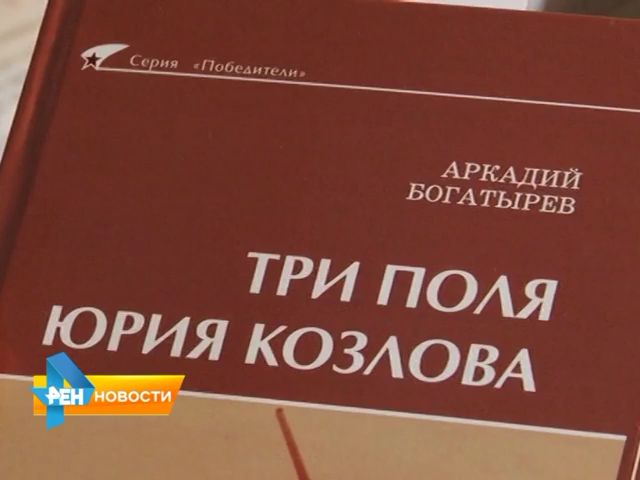 Серия «Победители»
АРКАДИЙ
БОГАТЫРЕВ
ТРИ ПОЛЯ
ЮРИЯ КОЗЛОВА
РЕН НОВОСТИ